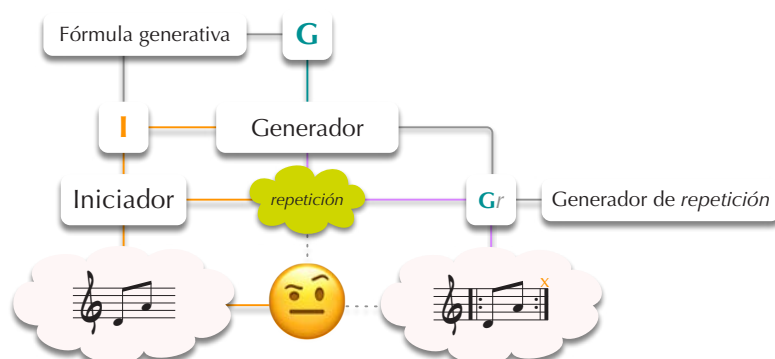 Fórmula generativa
G
I
Generador
Iniciador
repetición
Gr
Generador de repetición
x